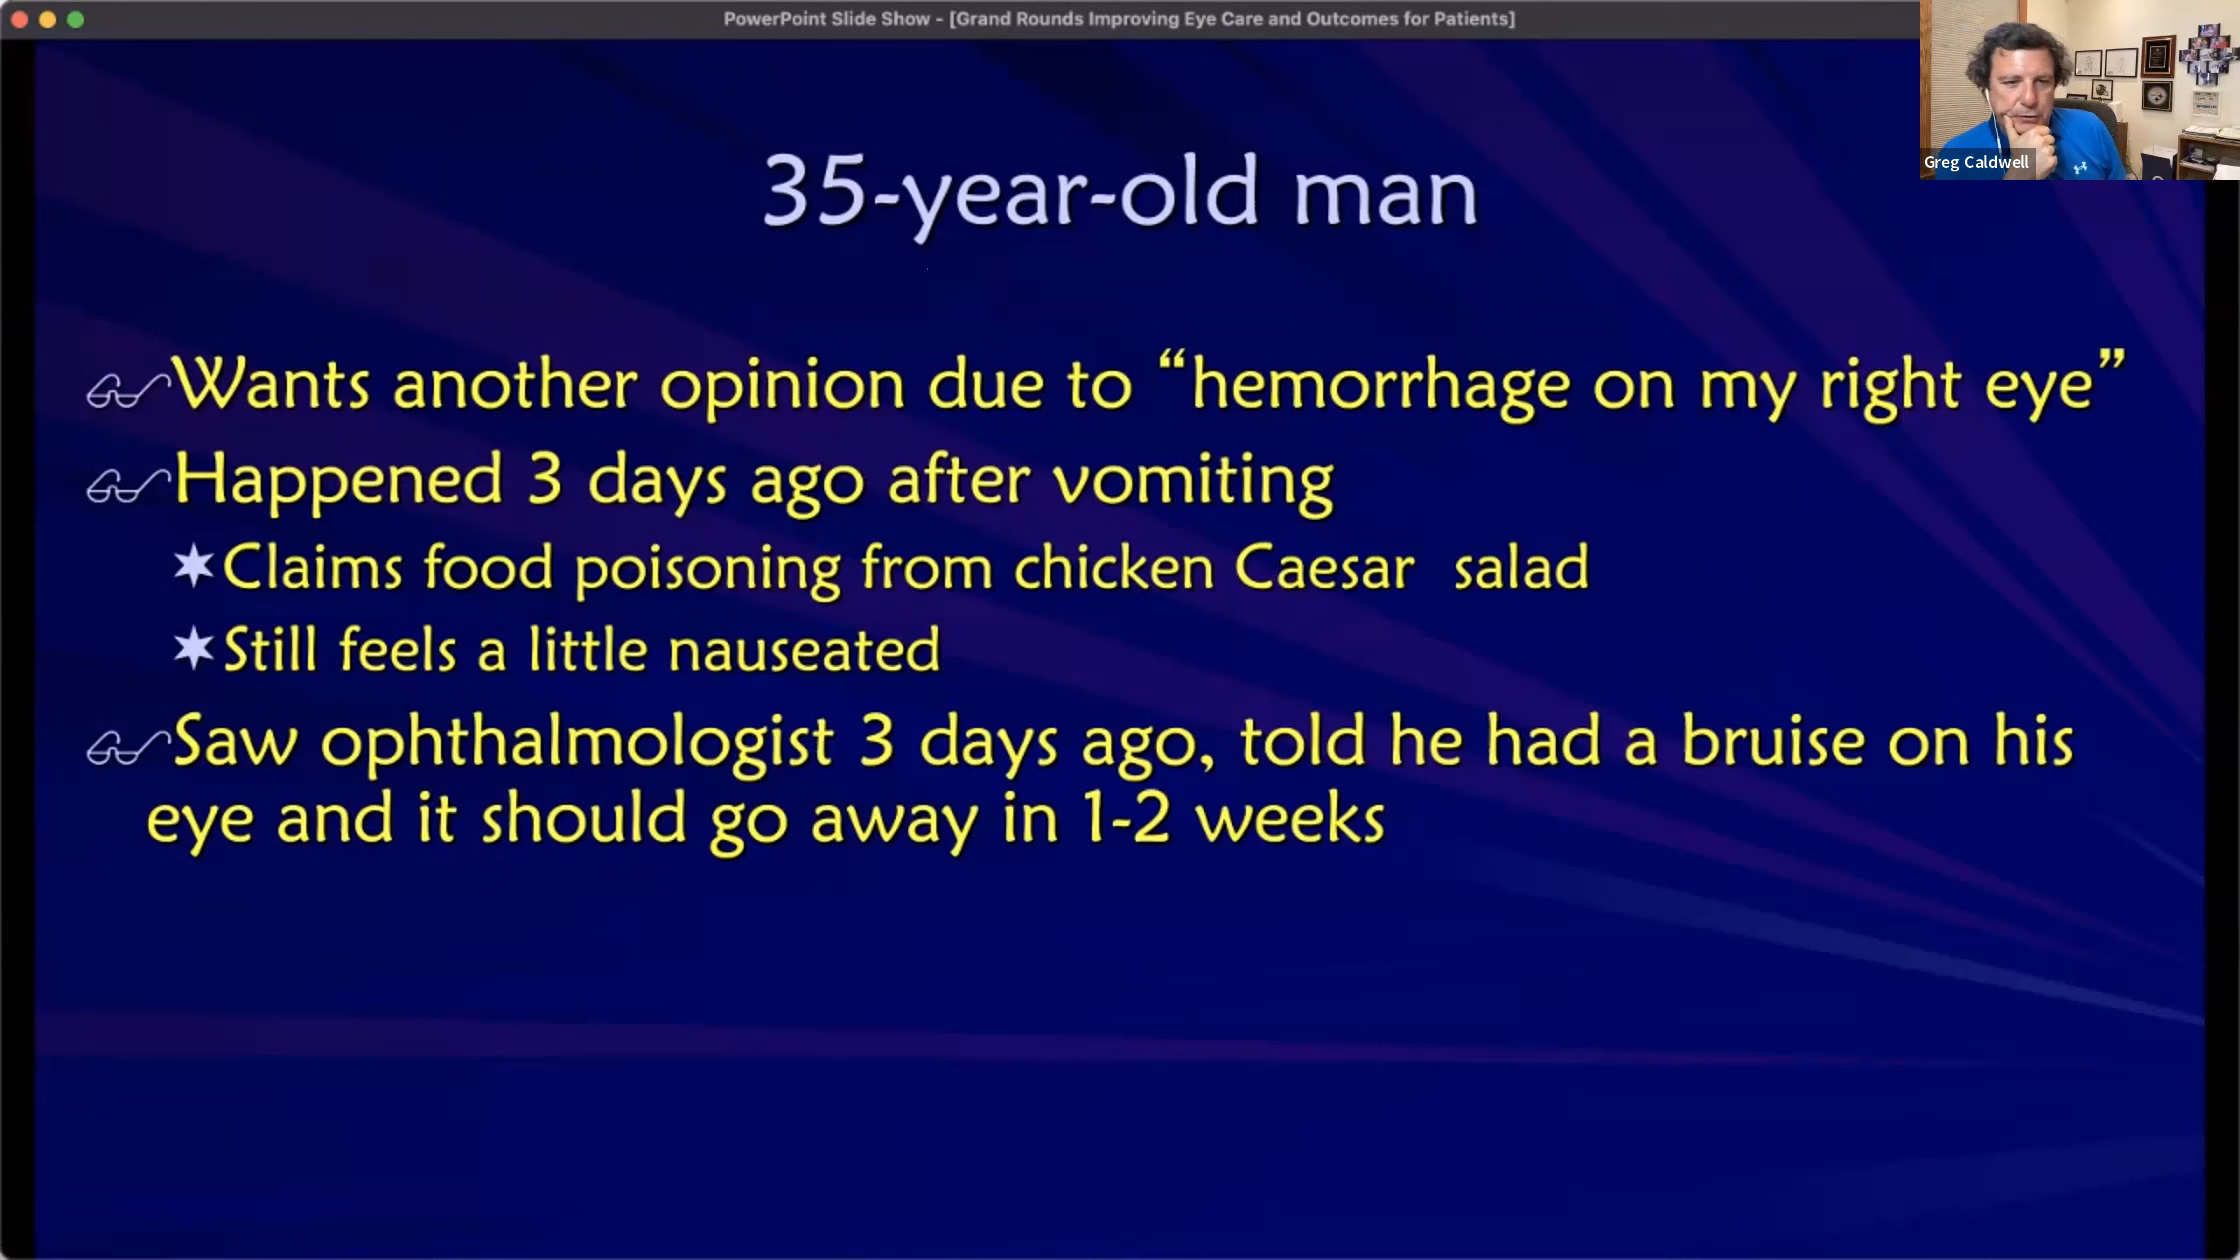 PowerPoint Slide Show - [Grand Rounds Improving Eye Care and Outcomes for Patients]
Greg Caldwell
35-year-old man
Wants another opinion due to “hemorrhage on my right eye”
Happened 3 days ago after vomiting
Claims food poisoning from chicken Caesar  salad
Still feels a little nauseated
Saw ophthalmologist 3 days ago, told he had a bruise on his
eye and it should go away in 1-2 weeks